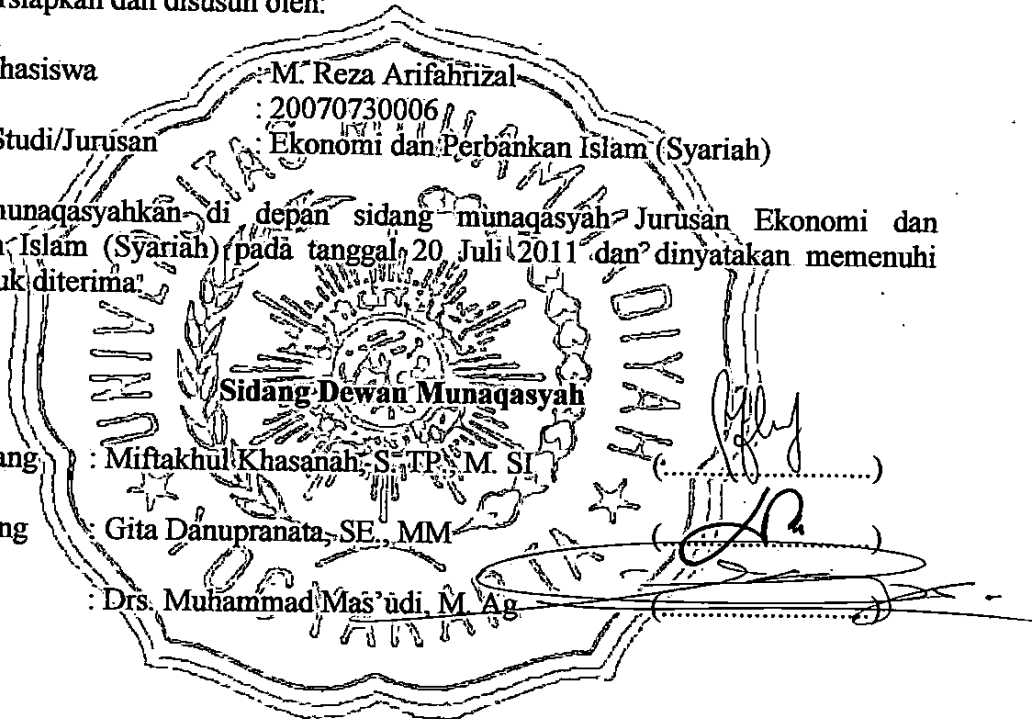 rsiapkan dan disusun oleh:
hasiswa : M. Reza Arifahrizal
: 20070730006
Studi/Jurusan : Ekonomi dan Perbankan Islam (Syariah)
munaqasyahkan di depan sidang munaqasyah Jurusan Ekonomi dan
Islam (Syariah) pada tanggal 20 Juli 2011 dan dinyatakan memenuhi
uk diterima.
Sidang Dewan Munaqasyah
ang : Miftakhul Khasanah, S. TP., M. SI (........................)
ng : Gita Danupranata, SE., MM (........................)
: Drs. Muhammad Mas'udi, M. Ag (........................)
MUHAMMADIYAH